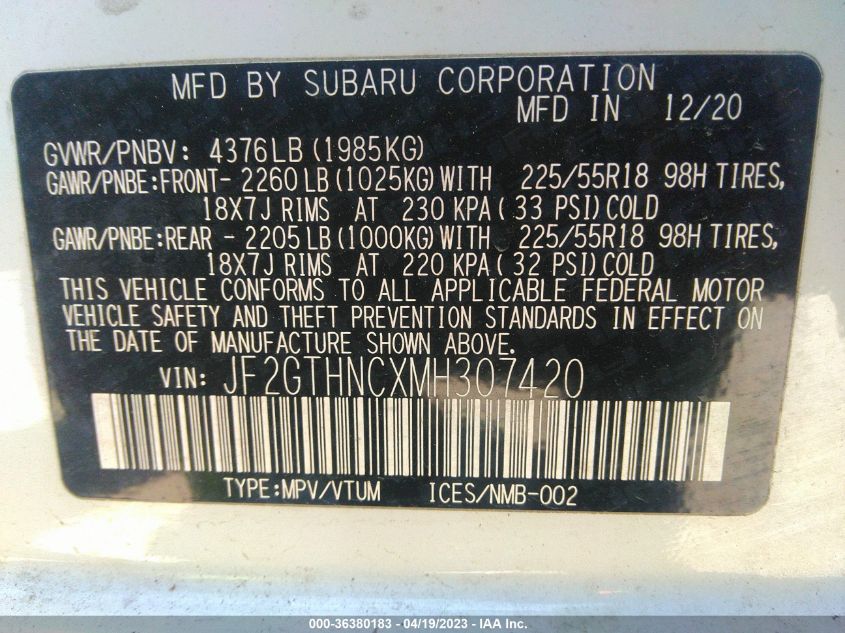 MFD BY SUBARU CORPORATION
MFD IN 12/20
GVWR/PNBV: 4376LB (1985KG)
GAWR/PNBE:FRONT- 2260 LB (1025KG) WITH 225/55R18 98H TIRES,
18X7J RIMS AT 230 KPA ( 33 PSI) COLD
GAWR/PNBE:REAR - 2205 LB (1000KG) WITH 225/55R18 98H TIRES,
18X7J RIMS AT 220 KPA ( 32 PSI) COLD
THIS VEHICLE CONFORMS TO ALL APPLICABLE FEDERAL MOTOR
VEHICLE SAFETY AND THEFT PREVENTION STANDARDS IN EFFECT ON
THE DATE OF MANUFACTURE SHOWN ABOVE.
VIN: JF2GTHNCXMH307420
TYPE:MPV/VTUM ICES/NMB-002
000-36380183 - 04/19/2023 - IAA Inc.